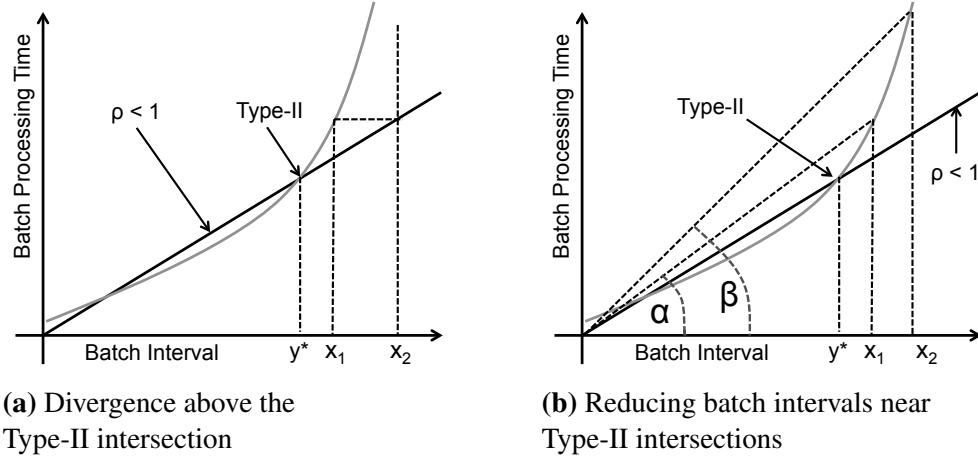 Batch Processing Time
ρ < 1
Type-II
Batch Interval
y*
x₁
x₂
Batch Processing Time
Type-II
ρ < 1
α
β
Batch Interval
y*
x₁
x₂
(a) Divergence above the
Type-II intersection
(b) Reducing batch intervals near
Type-II intersections